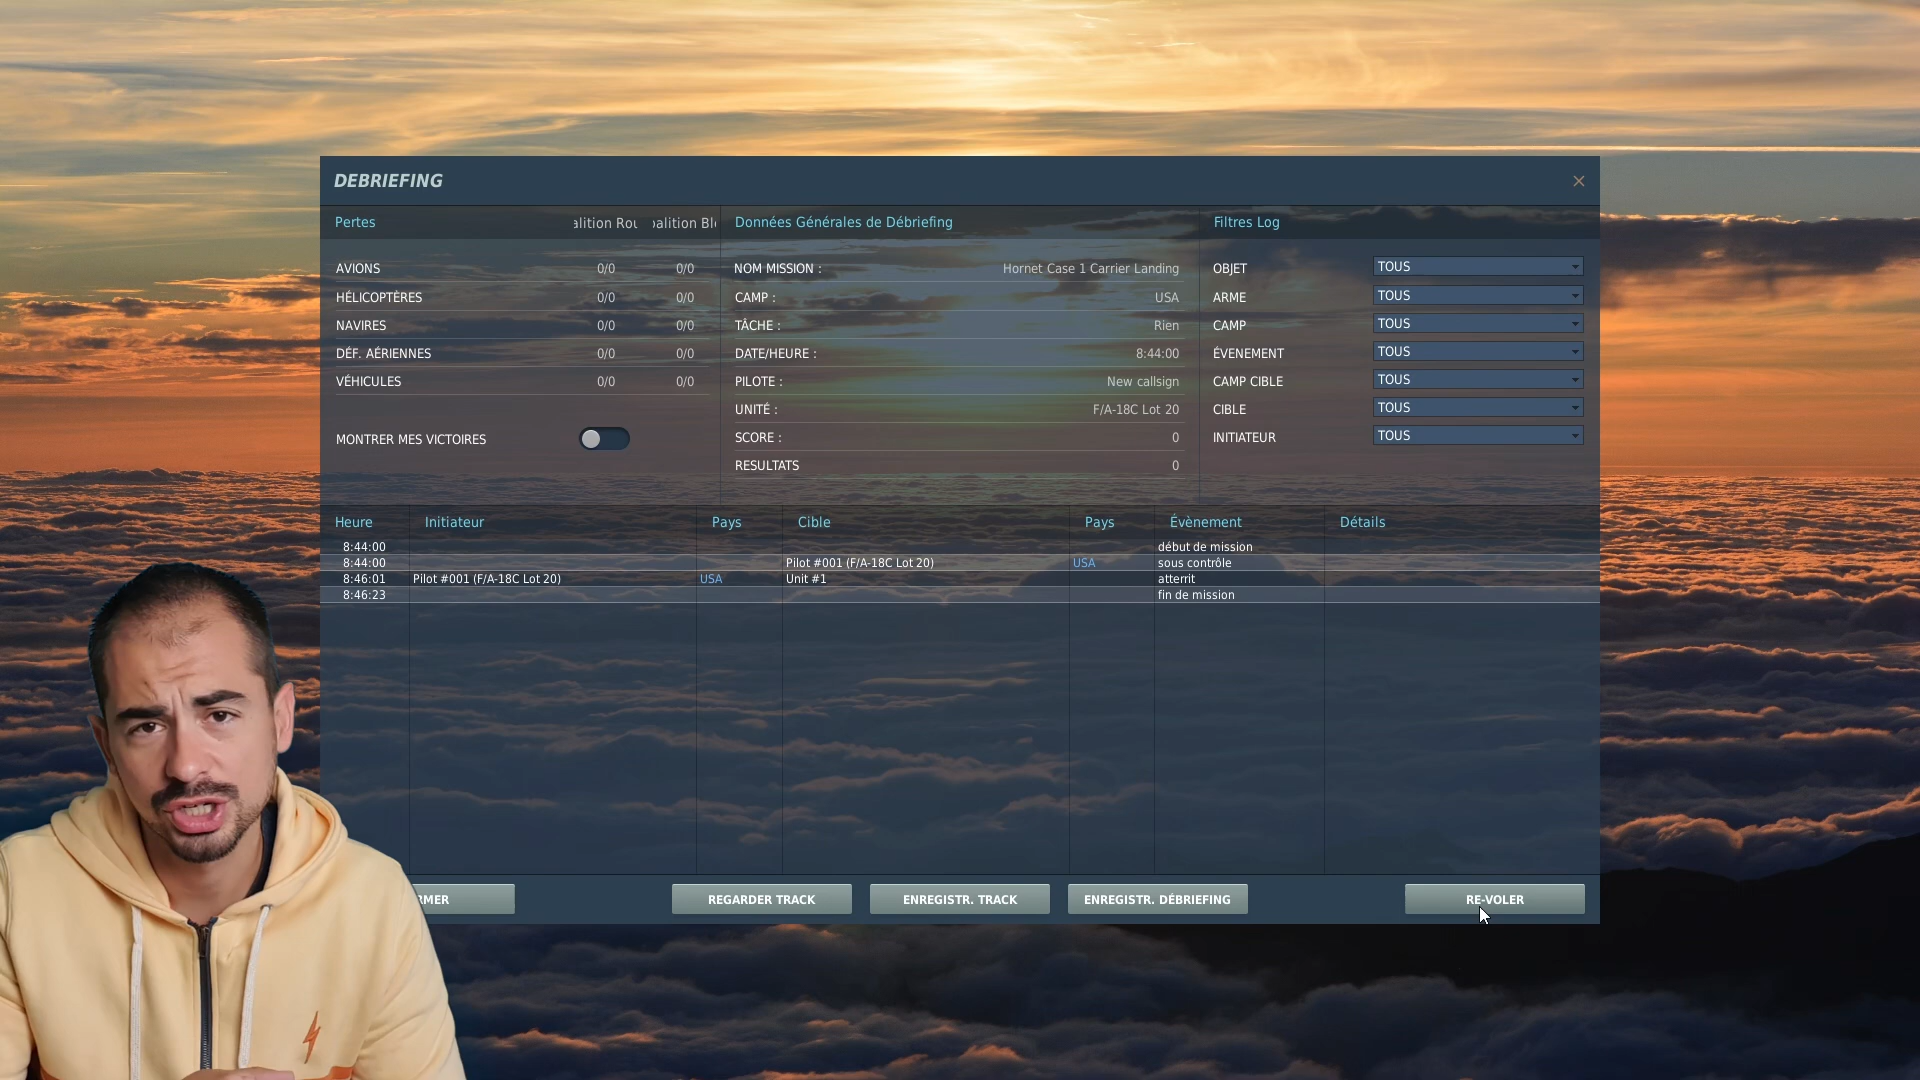 DEBRIEFING
Pertes
Données Générales de Débriefing
Filtres Log
AVIONS 0/0 0/0
HÉLICOPTÈRES 0/0 0/0
NAVIRES 0/0 0/0
DÉF. AÉRIENNES 0/0 0/0
VÉHICULES 0/0 0/0
MONTRER MES VICTOIRES
NOM MISSION : Hornet Case 1 Carrier Landing
CAMP : USA
TÂCHE : Rien
DATE/HEURE : 8:44:00
PILOTE : New callsign
UNITÉ : F/A-18C Lot 20
SCORE : 0
RESULTATS 0
OBJET TOUS
ARME TOUS
CAMP TOUS
ÉVENEMENT TOUS
CAMP CIBLE TOUS
CIBLE TOUS
INITIATEUR TOUS
Heure Initiateur Pays Cible Pays Évènement Détails
8:44:00 début de mission
8:44:00 Pilot #001 (F/A-18C Lot 20) USA sous contrôle
8:46:01 Pilot #001 (F/A-18C Lot 20) USA Unit #1 atterrit
8:46:23 fin de mission
REGARDER TRACK
ENREGISTR. TRACK
ENREGISTR. DÉBRIEFING
RE-VOLER